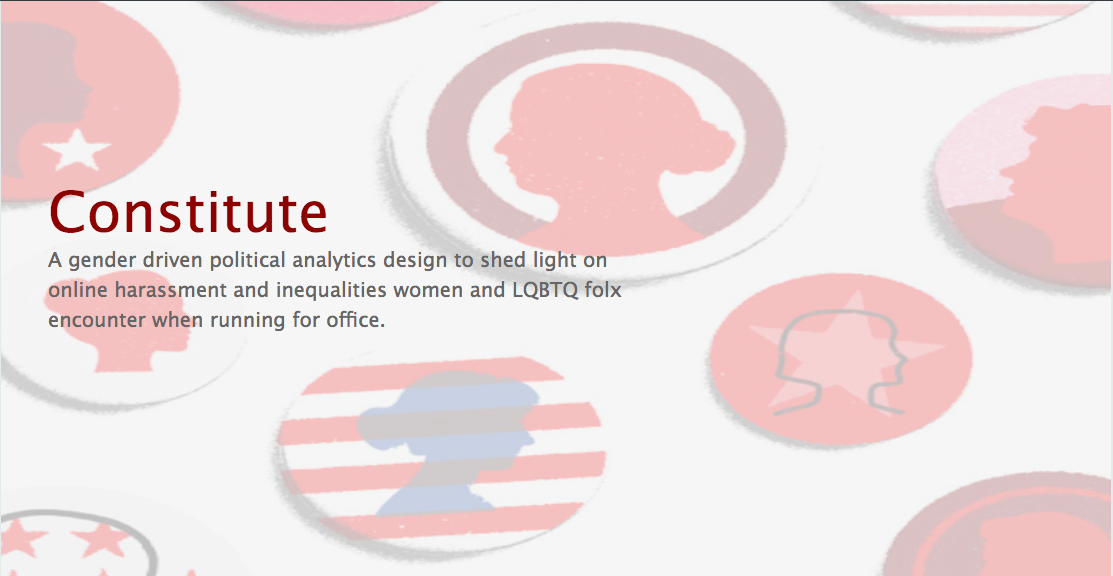 Constitute
A gender driven political analytics design to shed light on
online harassment and inequalities women and LQBTQ folx
encounter when running for office.